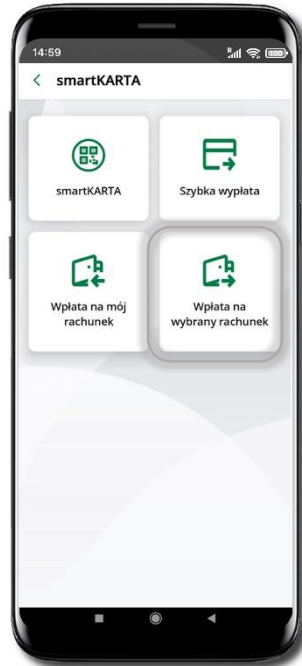 14:59
smartKARTA
smartKARTA
Szybka wypłata
Wpłata na mój
rachunek
Wpłata na
wybrany rachunek